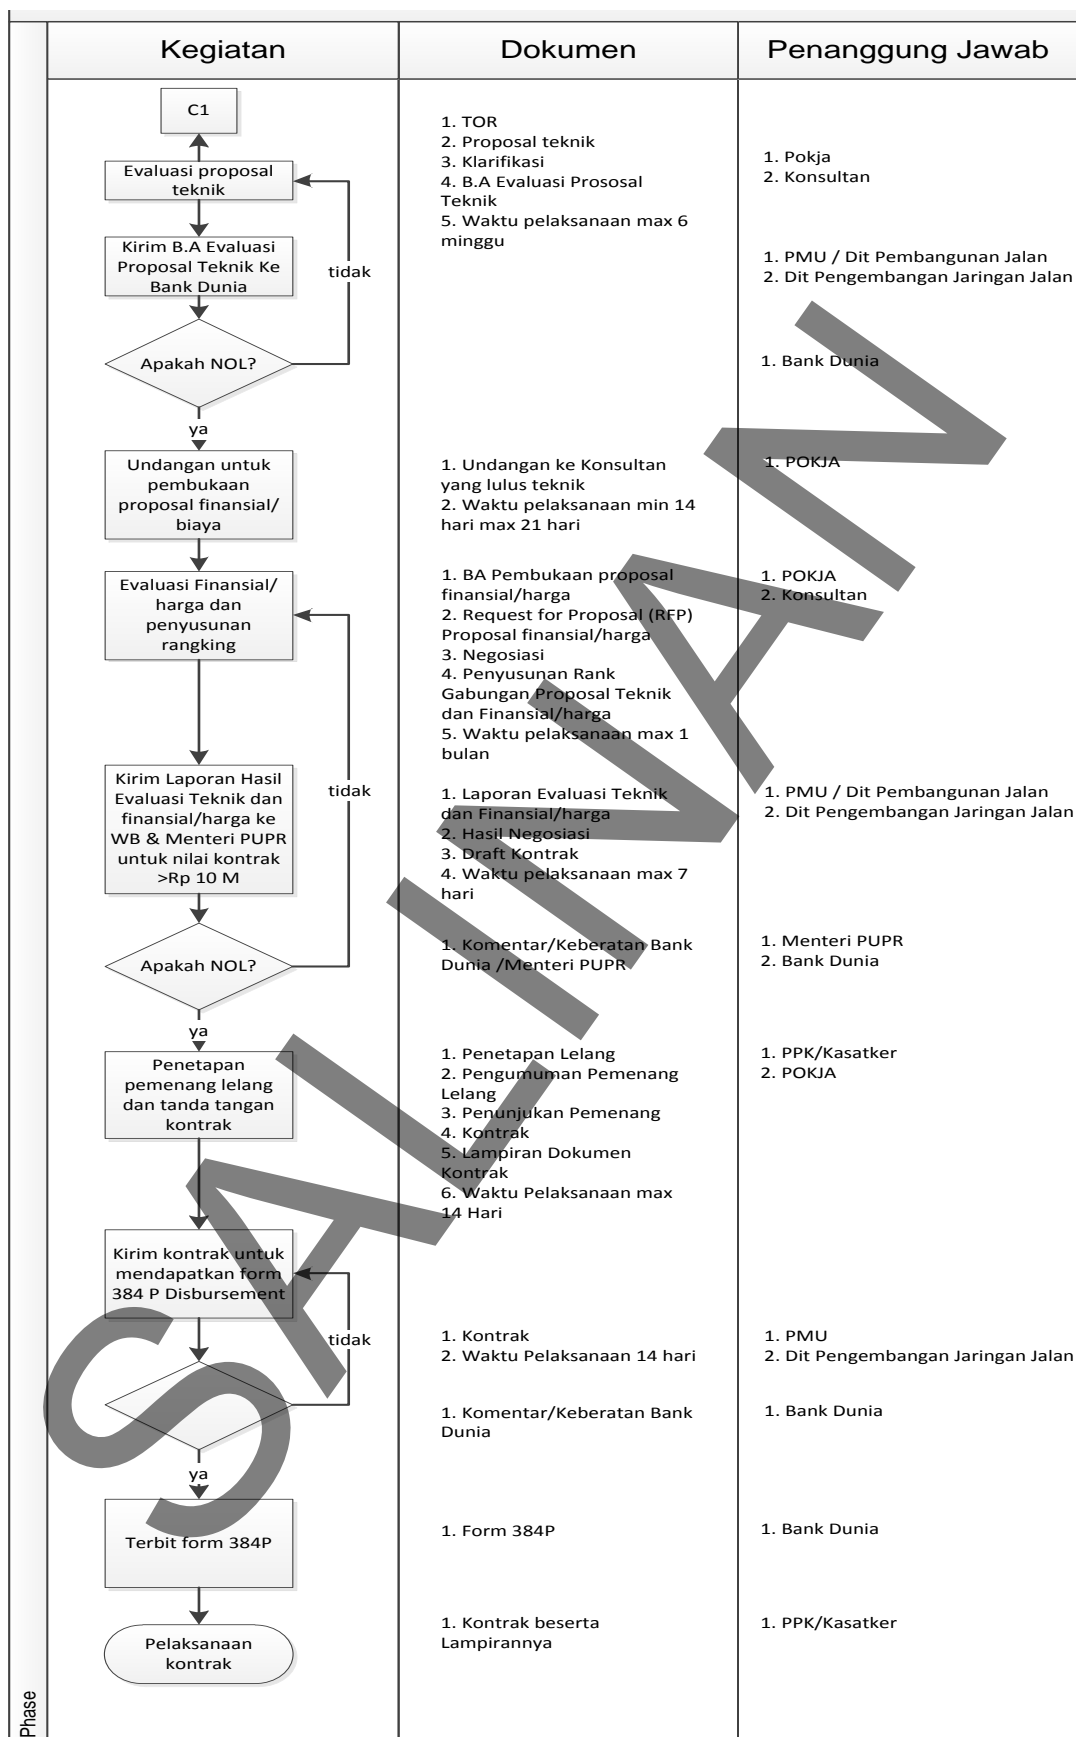 Kegiatan
Dokumen
Penanggung Jawab
C1
1. TOR
2. Proposal teknik
3. Klarifikasi
4. B.A Evaluasi Prososal
Teknik
5. Waktu pelaksanaan max 6
minggu
1. Pokja
2. Konsultan
Evaluasi proposal
teknik
Kirim B.A Evaluasi
Proposal Teknik Ke
Bank Dunia
tidak
1. PMU / Dit Pembangunan Jalan
2. Dit Pengembangan Jaringan Jalan
Apakah NOL?
1. Bank Dunia
ya
Undangan untuk
pembukaan
proposal finansial/
biaya
1. Undangan ke Konsultan
yang lulus teknik
2. Waktu pelaksanaan min 14
hari max 21 hari
1. POKJA
Evaluasi Finansial/
harga dan
penyusunan
rangking
1. BA Pembukaan proposal
finansial/harga
2. Request for Proposal (RFP)
Proposal finansial/harga
3. Negosiasi
4. Penyusunan Rank
Gabungan Proposal Teknik
dan Finansial/harga
5. Waktu pelaksanaan max 1
bulan
1. POKJA
2. Konsultan
Kirim Laporan Hasil
Evaluasi Teknik dan
finansial/harga ke
WB & Menteri PUPR
untuk nilai kontrak
>Rp 10 M
tidak
1. Laporan Evaluasi Teknik
dan Finansial/harga
2. Hasil Negosiasi
3. Draft Kontrak
4. Waktu pelaksanaan max 7
hari
1. PMU / Dit Pembangunan Jalan
2. Dit Pengembangan Jaringan Jalan
Apakah NOL?
1. Komentar/Keberatan Bank
Dunia /Menteri PUPR
1. Menteri PUPR
2. Bank Dunia
ya
Penetapan
pemenang lelang
dan tanda tangan
kontrak
1. Penetapan Lelang
2. Pengumuman Pemenang
Lelang
3. Penunjukan Pemenang
4. Kontrak
5. Lampiran Dokumen
Kontrak
6. Waktu Pelaksanaan max
14 Hari
1. PPK/Kasatker
2. POKJA
Kirim kontrak untuk
mendapatkan form
384 P Disbursement
tidak
1. Kontrak
2. Waktu Pelaksanaan 14 hari
1. PMU
2. Dit Pengembangan Jaringan Jalan
1. Komentar/Keberatan Bank
Dunia
1. Bank Dunia
ya
Terbit form 384P
1. Form 384P
1. Bank Dunia
Pelaksanaan
kontrak
1. Kontrak beserta
Lampirannya
1. PPK/Kasatker
Phase
SALINAN